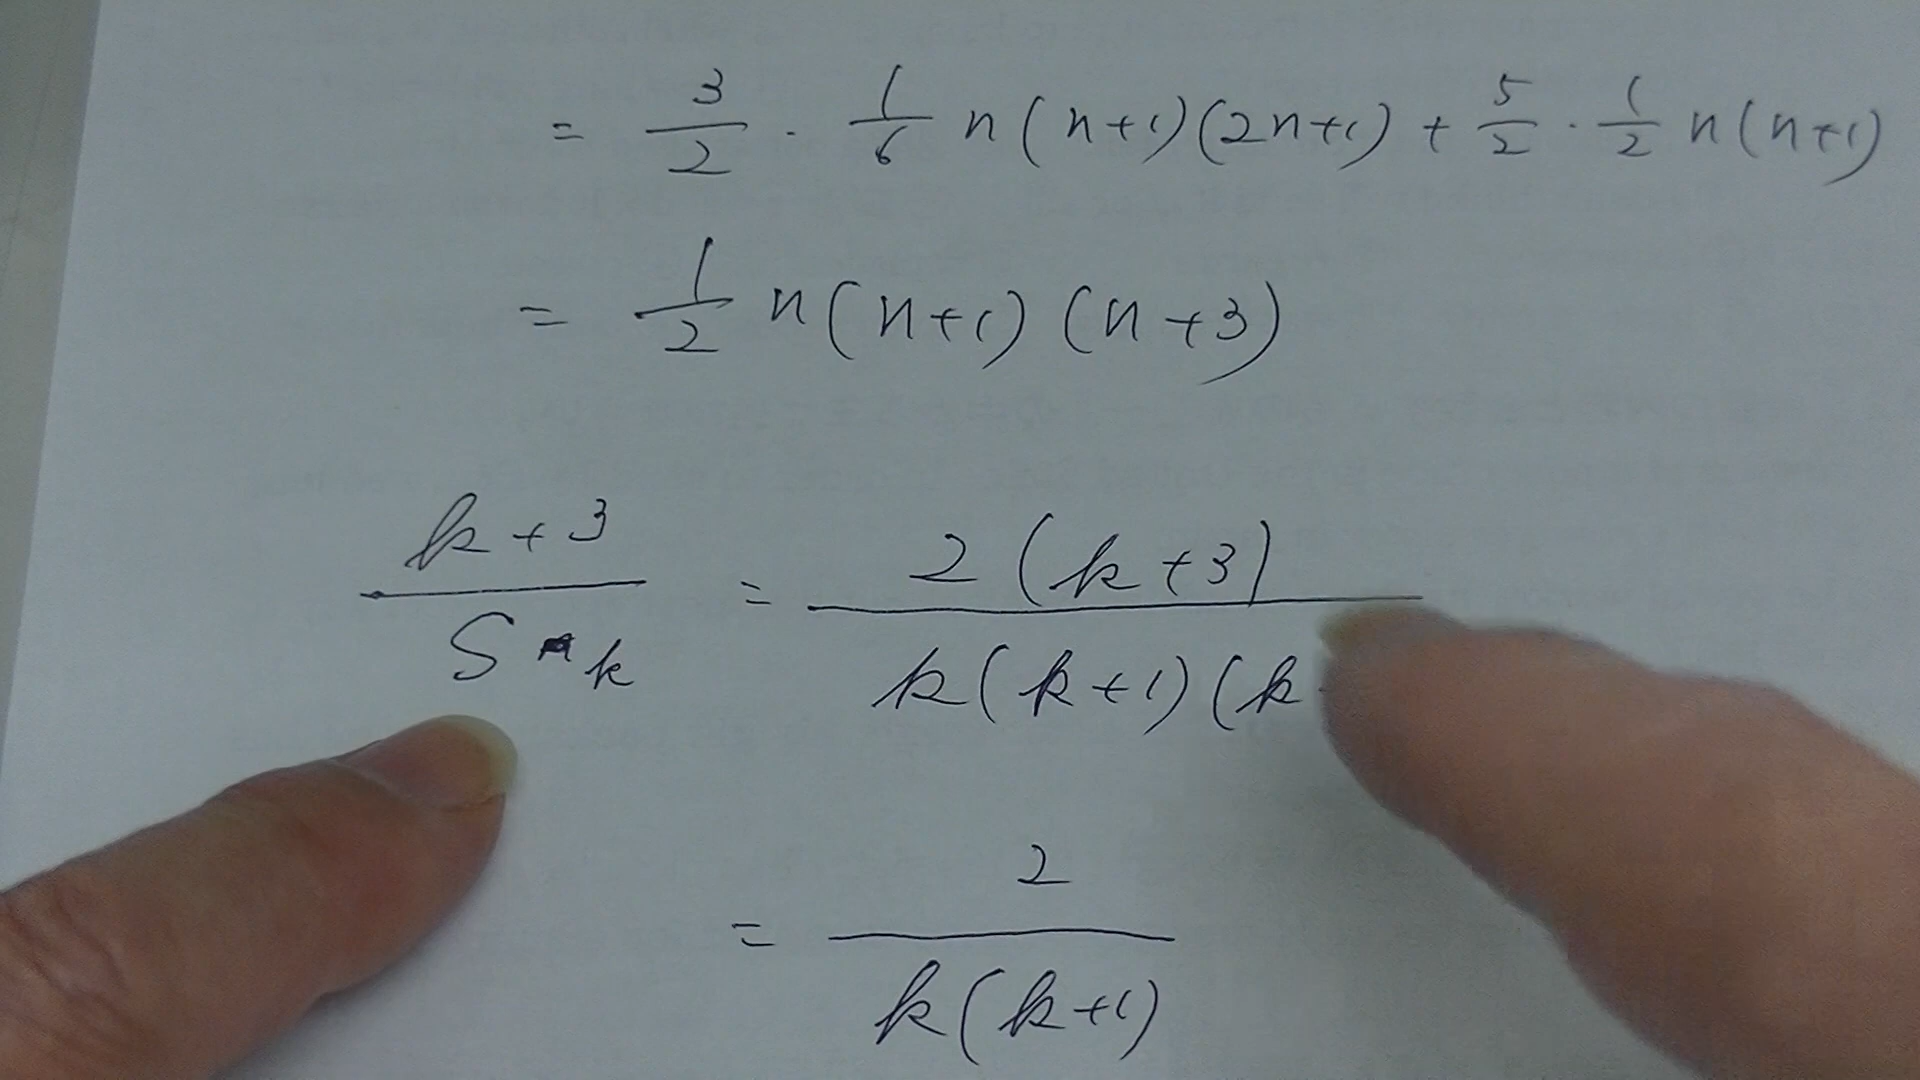 = 3/2 · 1/6 n(n+1)(2n+1) + 5/2 · 1/2 n(n+1)
= 1/2 n(n+1)(n+3)
k+3 / S k = 2(k+3) / k(k+1)(k
= 2 / k(k+1)